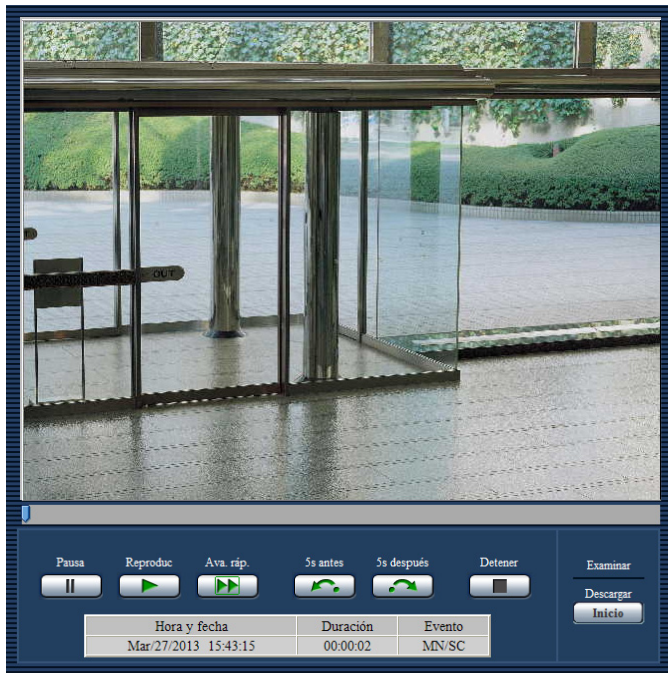 OUT
Pausa Reproduc Ava. ráp. 5s antes 5s después Detener Examinar
Descargar
Inicio
Hora y fecha Duración Evento
Mar/27/2013 15:43:15 00:00:02 MN/SC